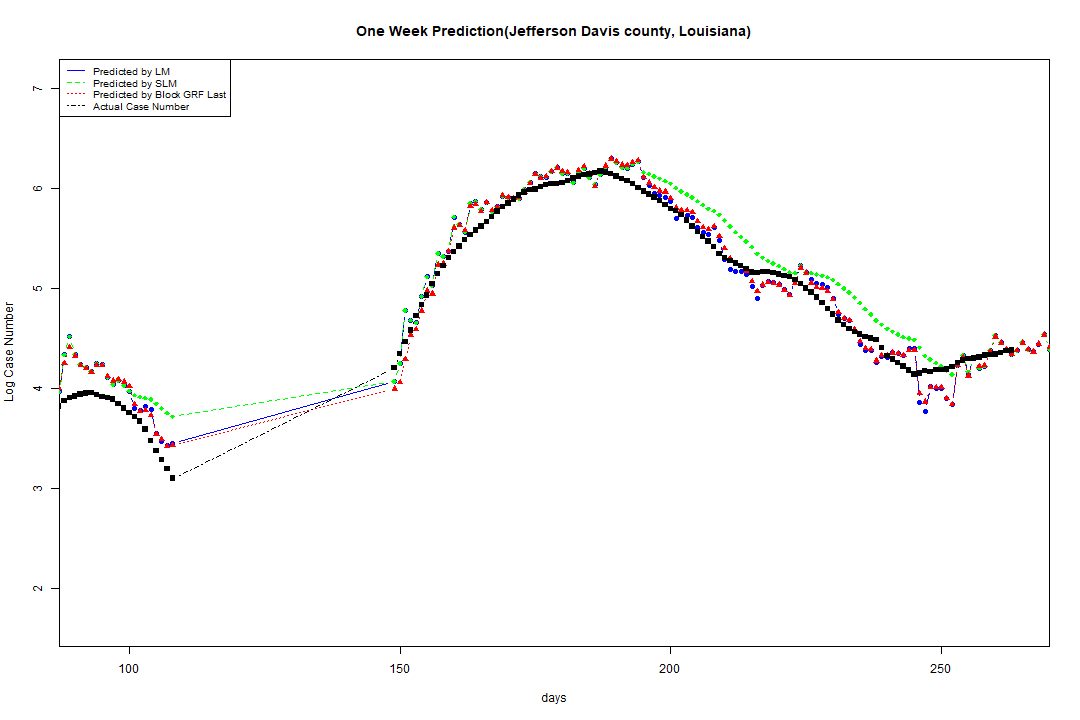 One Week Prediction(Jefferson Davis county, Louisiana)
Predicted by LM
Predicted by SLM
Predicted by Block GRF Last
Actual Case Number
7
6
5
4
3
2
Log Case Number
100 150 200 250
days